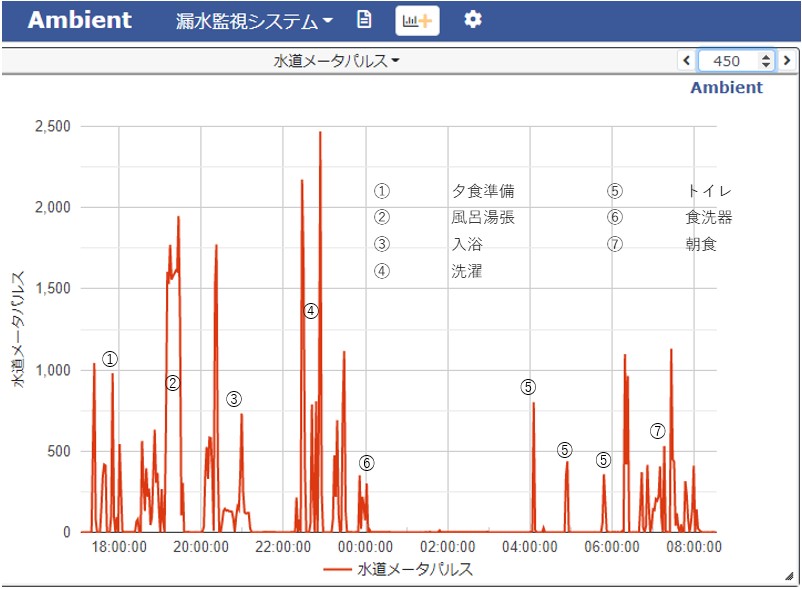 Ambient 漏水監視システム
水道メータパルス 450
Ambient
2,500
① 夕食準備 ⑤ トイレ
2,000
② 風呂湯張 ⑥ 食洗器
③ 入浴 ⑦ 朝食
④ 洗濯
1,500
④
1,000
①
②
③
⑤
500
⑤
⑤
⑥
⑦
0
水道メータパルス
18:00:00 20:00:00 22:00:00 00:00:00 02:00:00 04:00:00 06:00:00 08:00:00
水道メータパルス